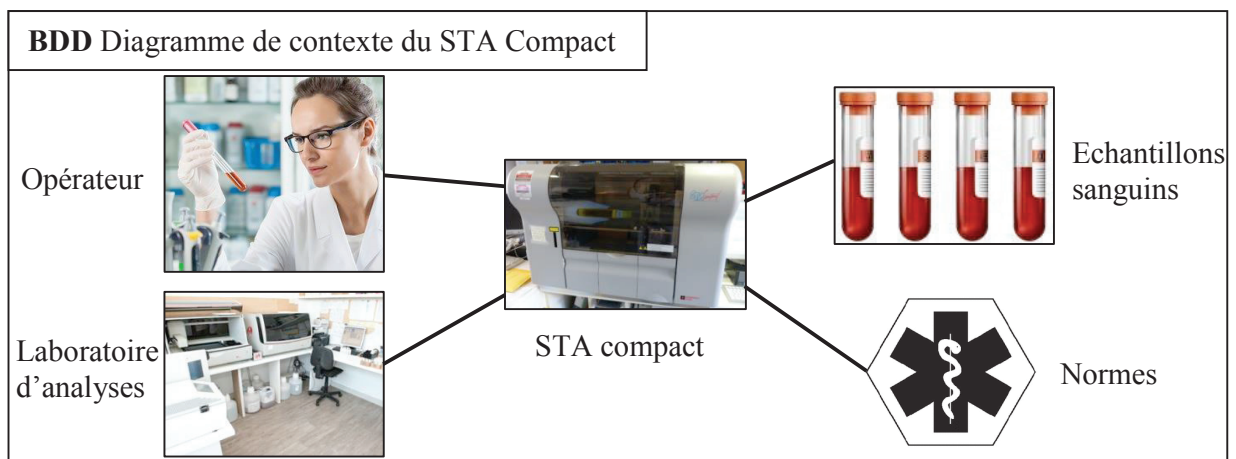 BDD Diagramme de contexte du STA Compact
Opérateur
Echantillons
sanguins
STA compact
Laboratoire
d'analyses
Normes